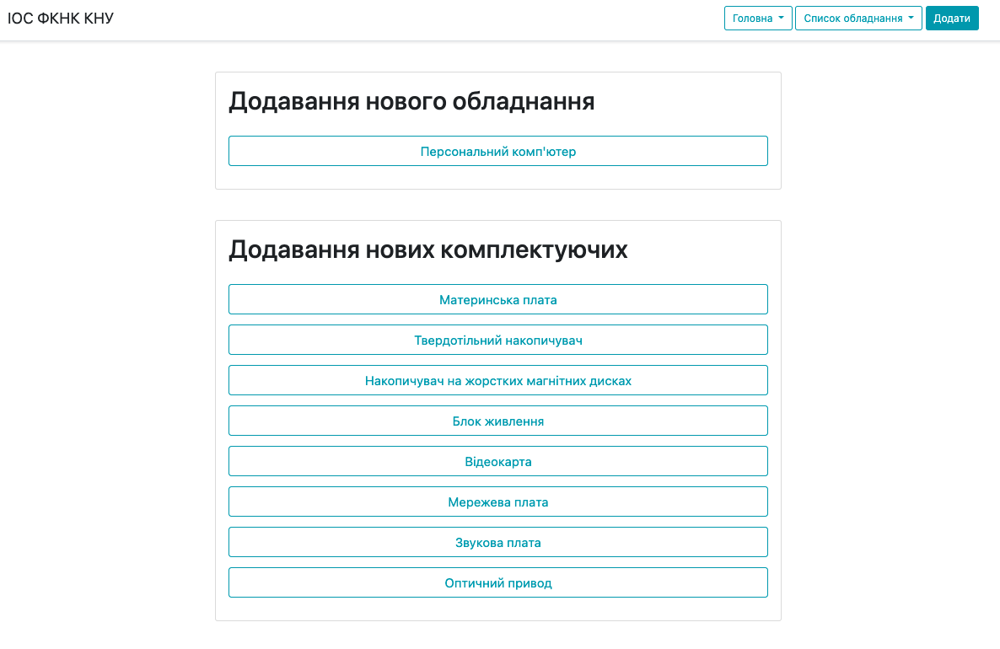 ІОС ФКНК КНУ
Головна
Список обладнання
Додати
Додавання нового обладнання
Персональний комп'ютер
Додавання нових комплектуючих
Материнська плата
Твердотільний накопичувач
Накопичувач на жорстких магнітних дисках
Блок живлення
Відеокарта
Мережева плата
Звукова плата
Оптичний привод